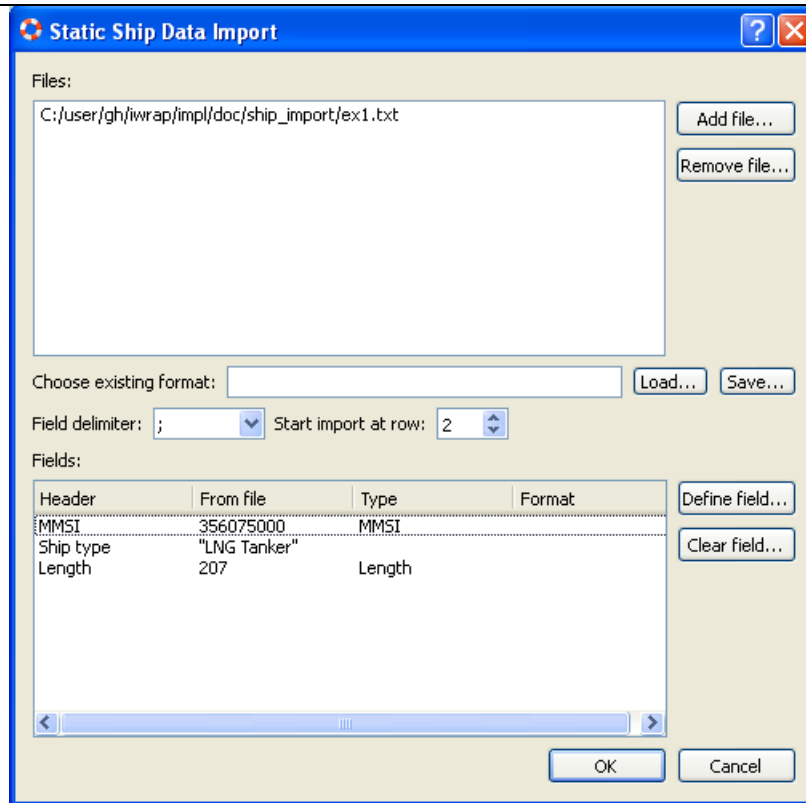 Static Ship Data Import
Files:
C:/user/gh/iwrap/impl/doc/ship_import/ex1.txt
Add file...
Remove file...
Choose existing format: Load... Save...
Field delimiter: ; Start import at row: 2
Fields:
Header From file Type Format
MMSI 356075000 MMSI
Ship type "LNG Tanker"
Length 207 Length
Define field...
Clear field...
OK Cancel